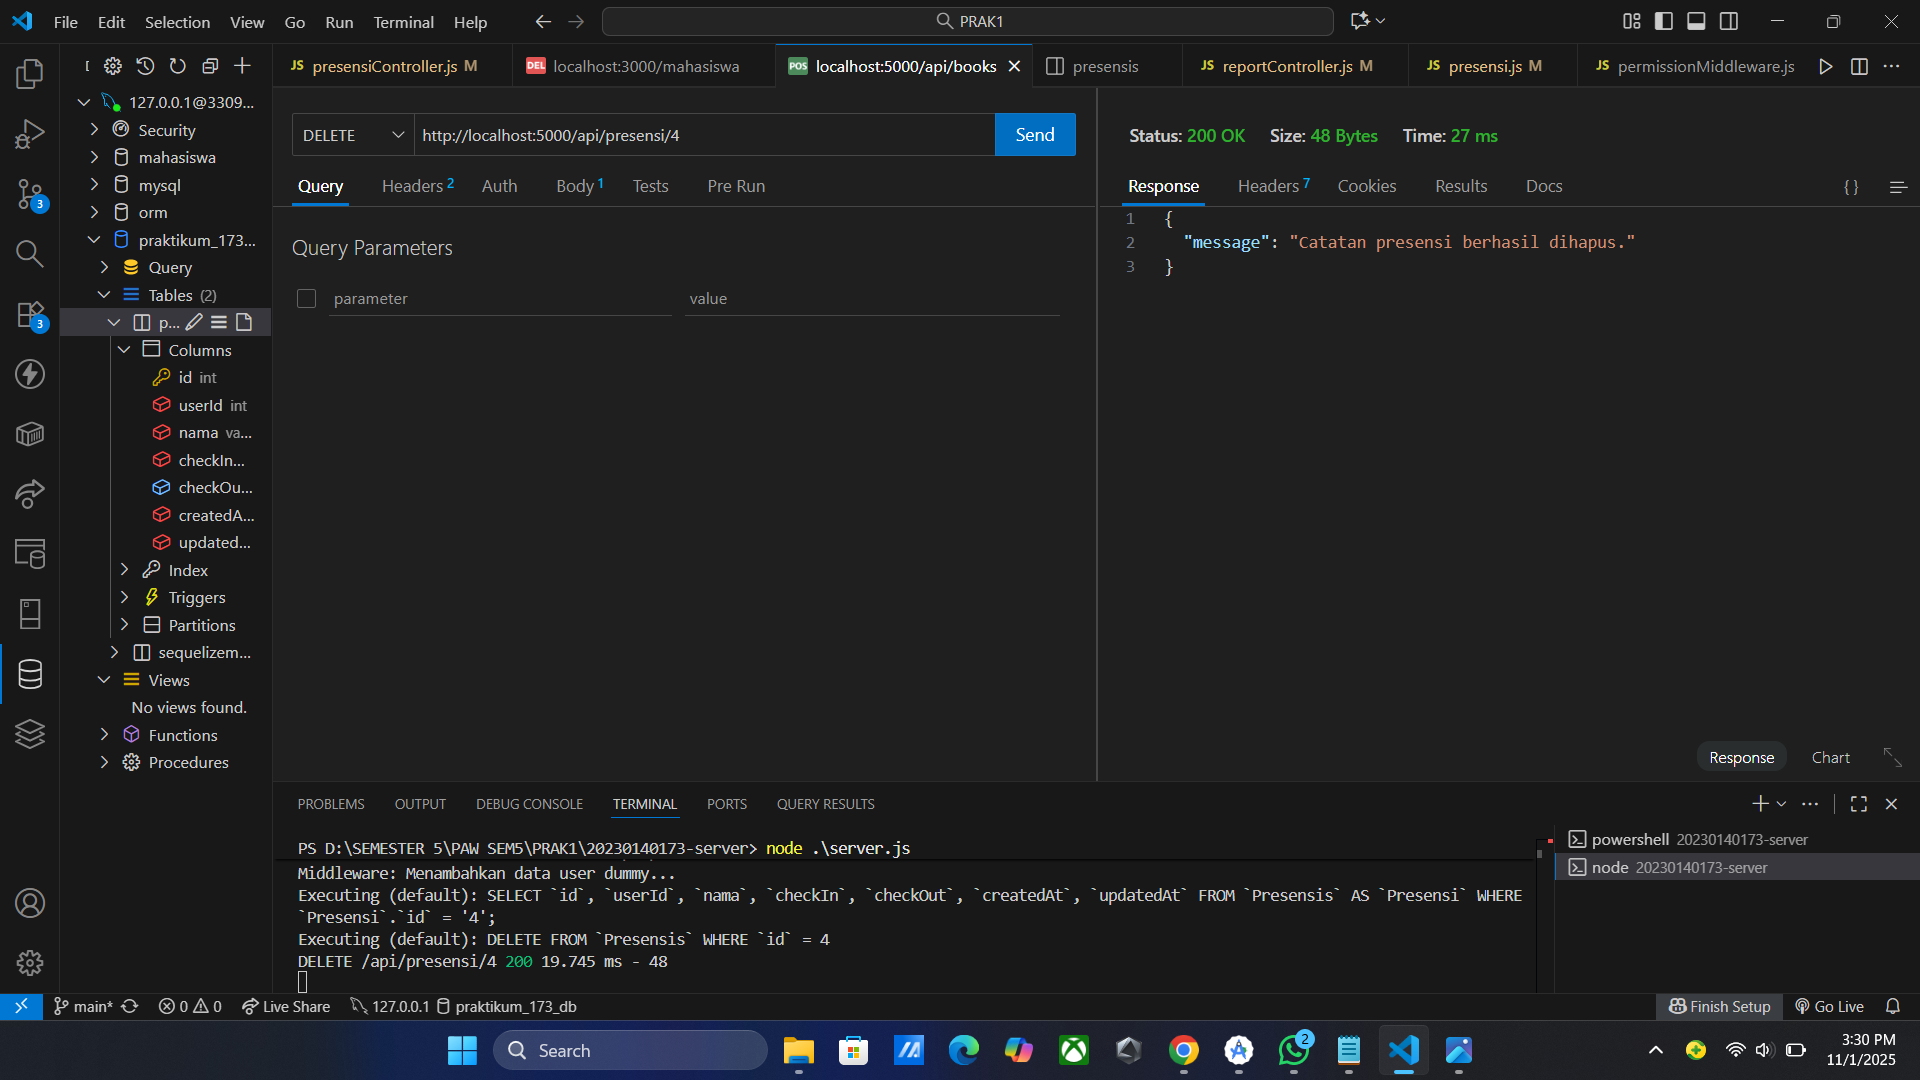 File Edit Selection View Go Run Terminal Help
PRAK1
presensiController.js M
DEL localhost:3000/mahasiswa
POS localhost:5000/api/books
presensis
JS reportController.js M
JS presensi.js M
JS permissionMiddleware.js
127.0.0.1@3309...
Security
mahasiswa
mysql
orm
praktikum_173...
Query
Tables (2)
p...
Columns
id int
userId int
nama va...
checkIn...
checkOu...
createdA...
updated...
Index
Triggers
Partitions
sequelizem...
Views
No views found.
Functions
Procedures
3
3
DELETE
http://localhost:5000/api/presensi/4
Send
Query Headers 2 Auth Body 1 Tests Pre Run
Query Parameters
parameter value
Status: 200 OK Size: 48 Bytes Time: 27 ms
Response Headers 7 Cookies Results Docs { }
1 {
2 "message": "Catatan presensi berhasil dihapus."
3 }
Response Chart
PROBLEMS OUTPUT DEBUG CONSOLE TERMINAL PORTS QUERY RESULTS
PS D:\SEMESTER 5\PAW SEM5\PRAK1\20230140173-server> node .\server.js
Middleware: Menambahkan data user dummy...
Executing (default): SELECT `id`, `userId`, `nama`, `checkIn`, `checkOut`, `createdAt`, `updatedAt` FROM `Presensis` AS `Presensi` WHERE
`Presensi`.`id` = '4';
Executing (default): DELETE FROM `Presensis` WHERE `id` = 4
DELETE /api/presensi/4 200 19.745 ms - 48
powershell 20230140173-server
node 20230140173-server
main* 0 0 Live Share 127.0.0.1 praktikum_173_db
Finish Setup Go Live
Search
2
3:30 PM
11/1/2025